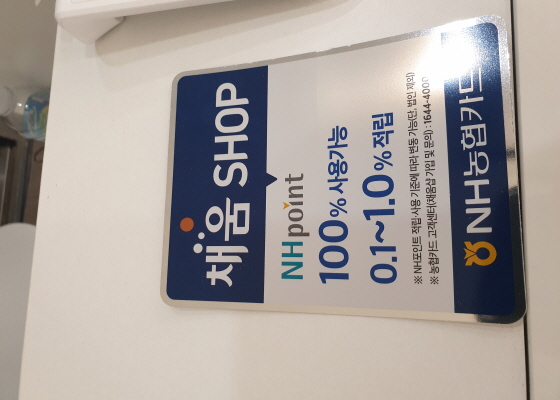 채움 SHOP
NH point
100% 사용가능
0.1~1.0% 적립
※ NH포인트 적립·사용 기준에 따라 변동 가능(단, 법인 제외)
※ 농협카드 고객센터(채움샵 가입 및 문의) : 1644-4000
NH농협카드